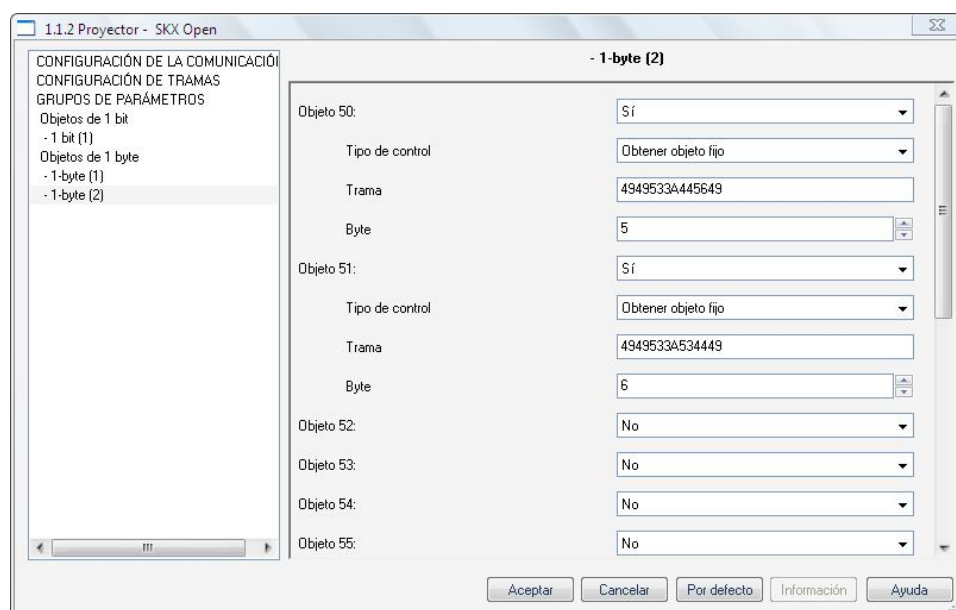 1.1.2 Proyector - SKX Open
CONFIGURACIÓN DE LA COMUNICACIÓI
CONFIGURACIÓN DE TRAMAS
GRUPOS DE PARÁMETROS
Objetos de 1 bit
- 1 bit (1)
Objetos de 1 byte
- 1-byte (1)
- 1-byte (2)
- 1-byte (2)
Objeto 50: Sí
Tipo de control Obtener objeto fijo
Trama 4949533A445649
Byte 5
Objeto 51: Sí
Tipo de control Obtener objeto fijo
Trama 4949533A534449
Byte 6
Objeto 52: No
Objeto 53: No
Objeto 54: No
Objeto 55: No
Aceptar Cancelar Por defecto Información Ayuda